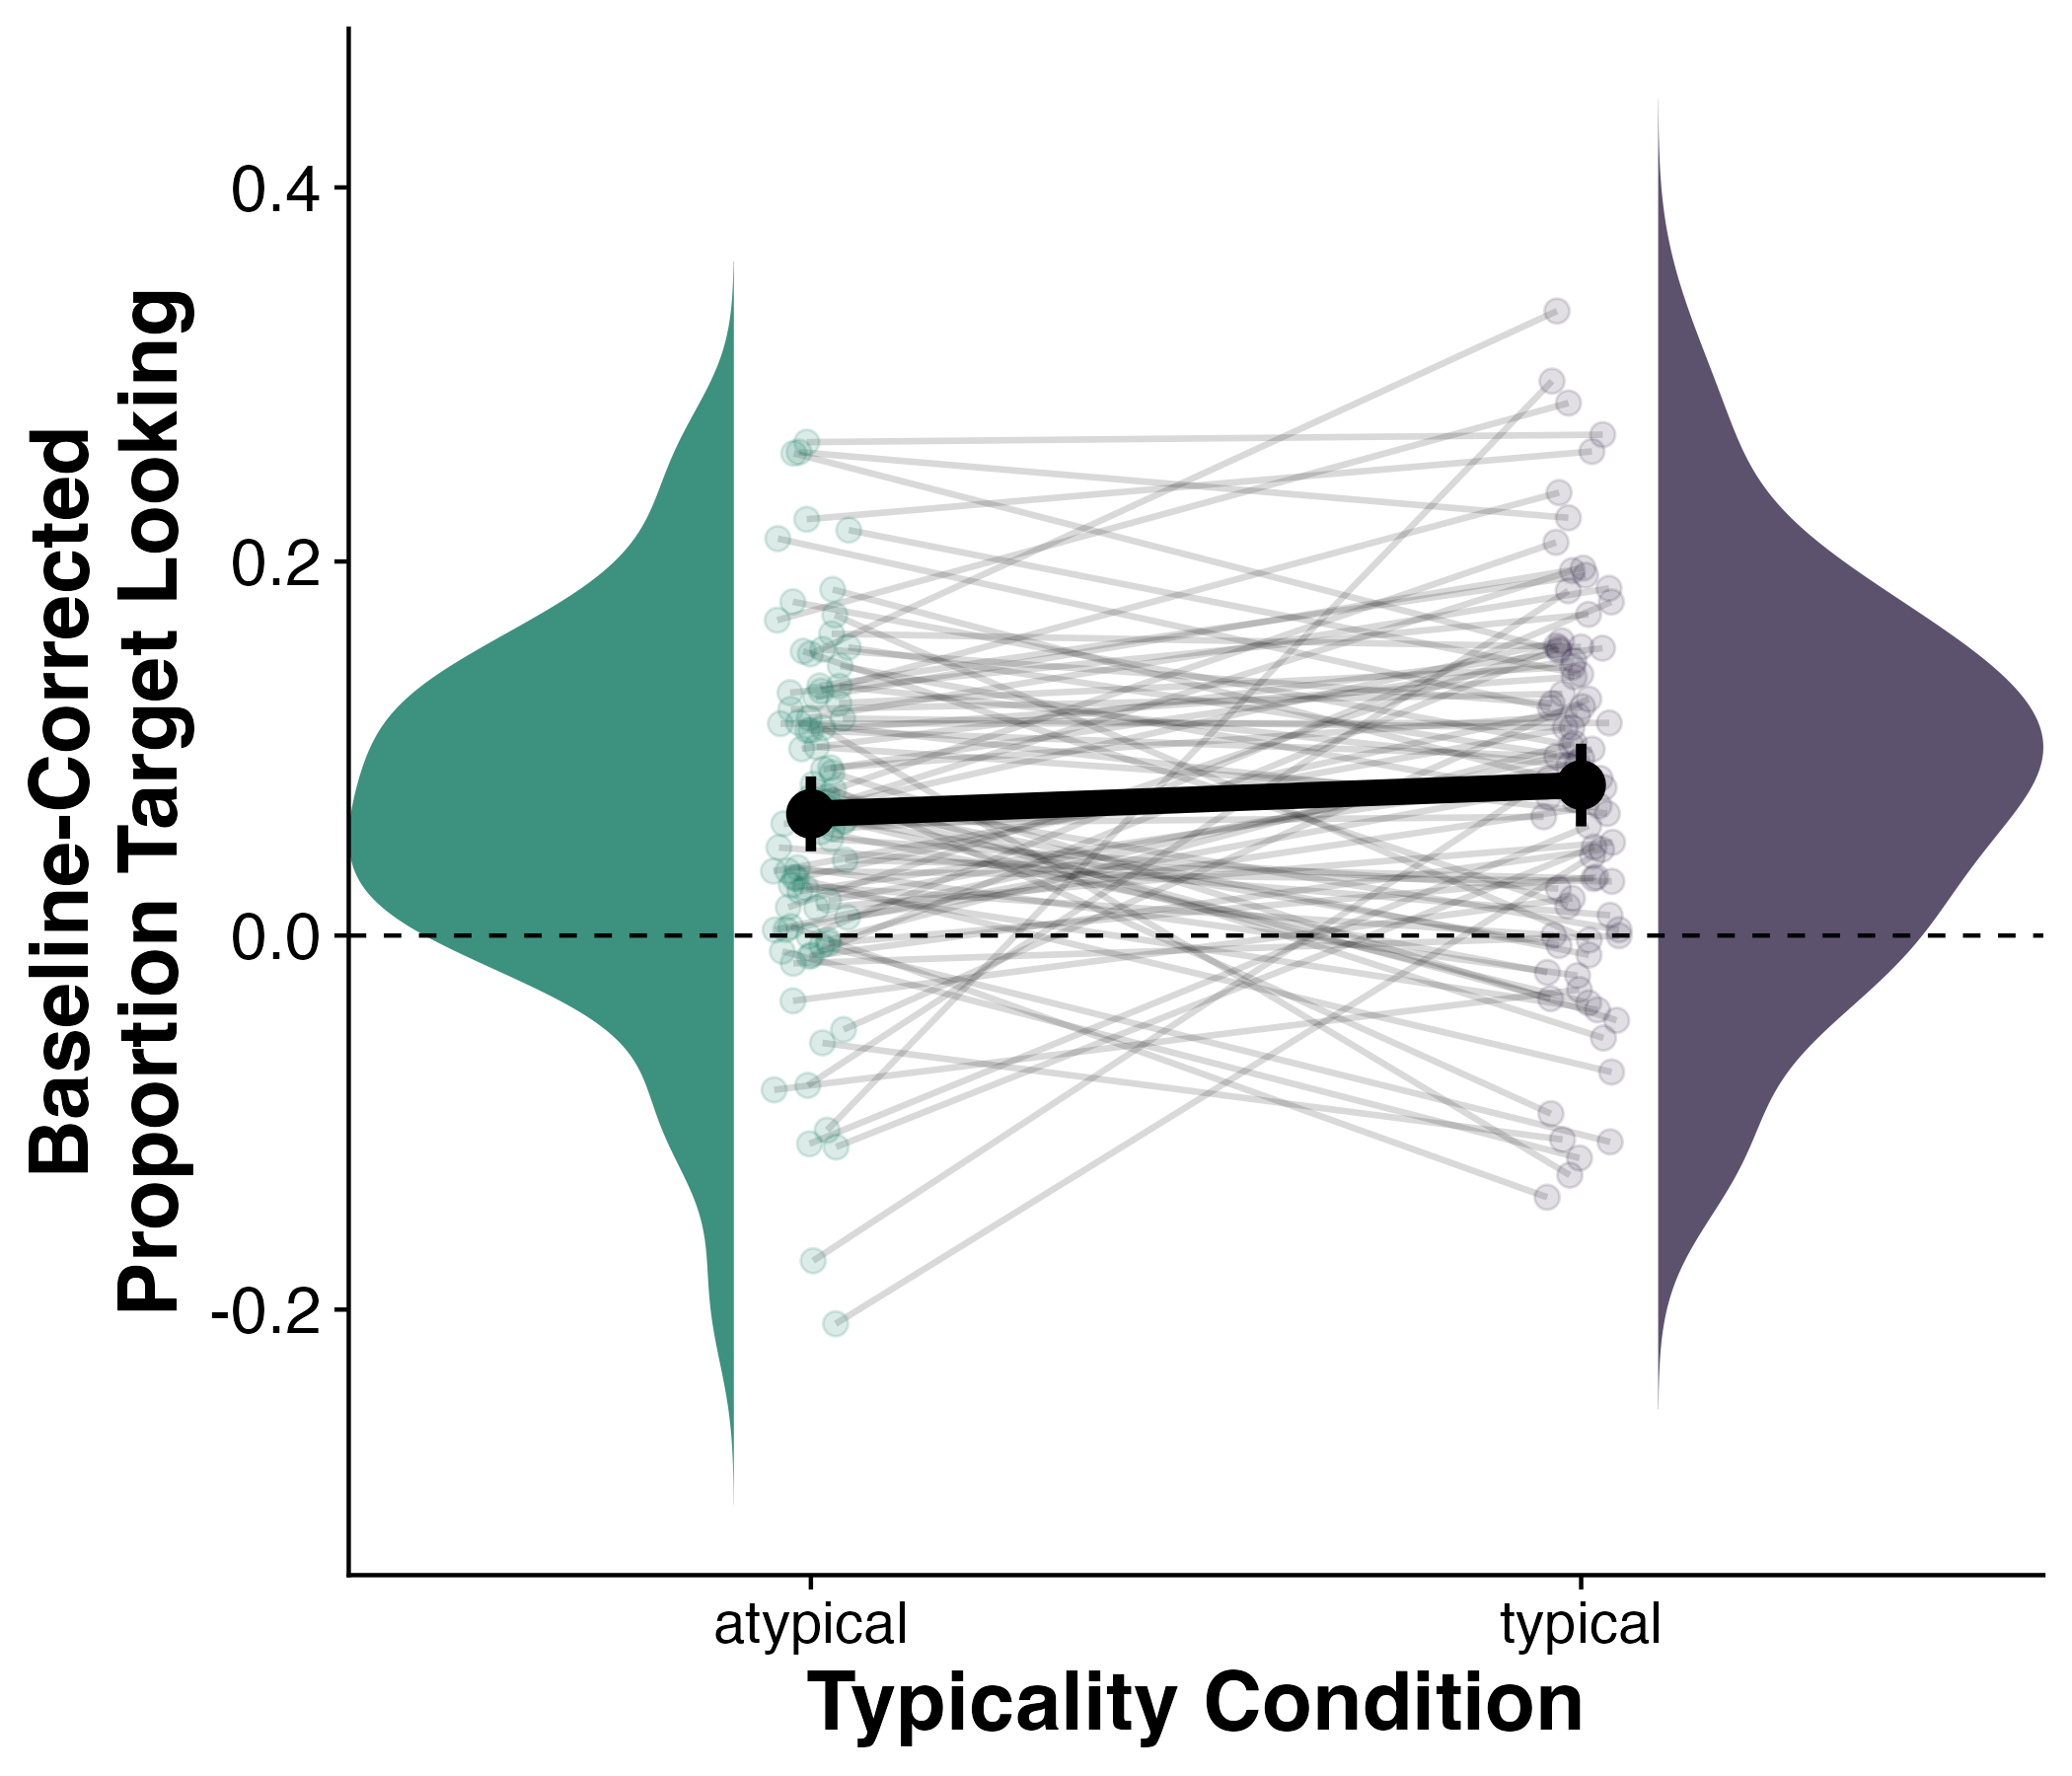 Baseline-Corrected
Proportion Target Looking
0.4
0.2
0.0
-0.2
atypical
typical
Typicality Condition